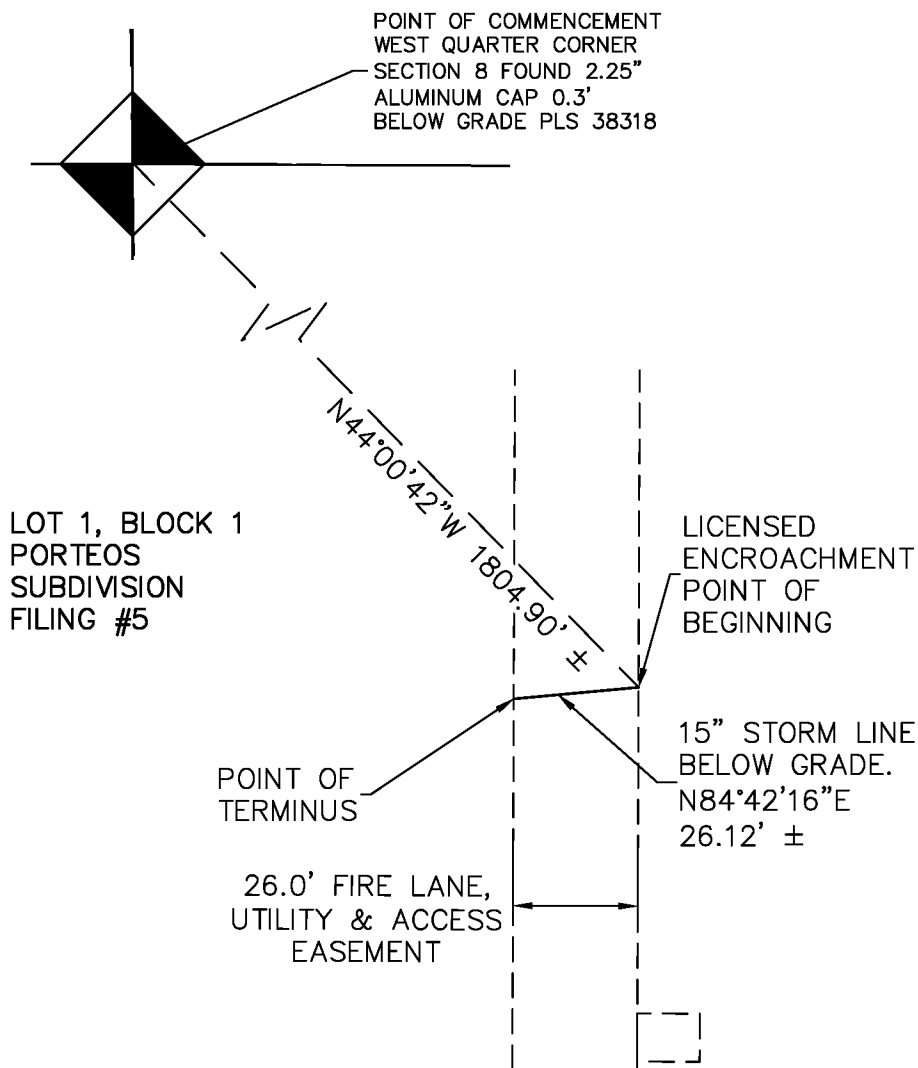 POINT OF COMMENCEMENT
WEST QUARTER CORNER
SECTION 8 FOUND 2.25"
ALUMINUM CAP 0.3'
BELOW GRADE PLS 38318
N44°00'42"W 1804.90' ±
LOT 1, BLOCK 1
PORTEOS
SUBDIVISION
FILING #5
LICENSED
ENCROACHMENT
POINT OF
BEGINNING
15" STORM LINE
BELOW GRADE.
N84°42'16"E
26.12' ±
POINT OF
TERMINUS
26.0' FIRE LANE,
UTILITY & ACCESS
EASEMENT